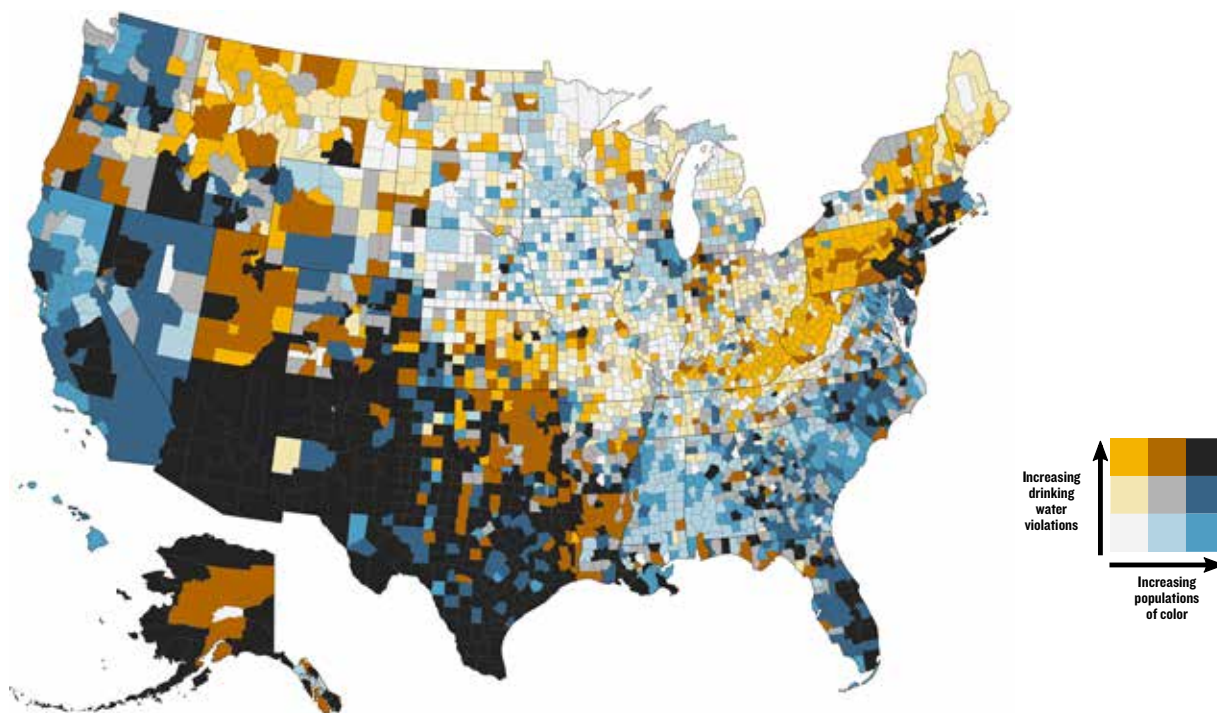 Increasing
drinking
water
violations
Increasing
populations
of color